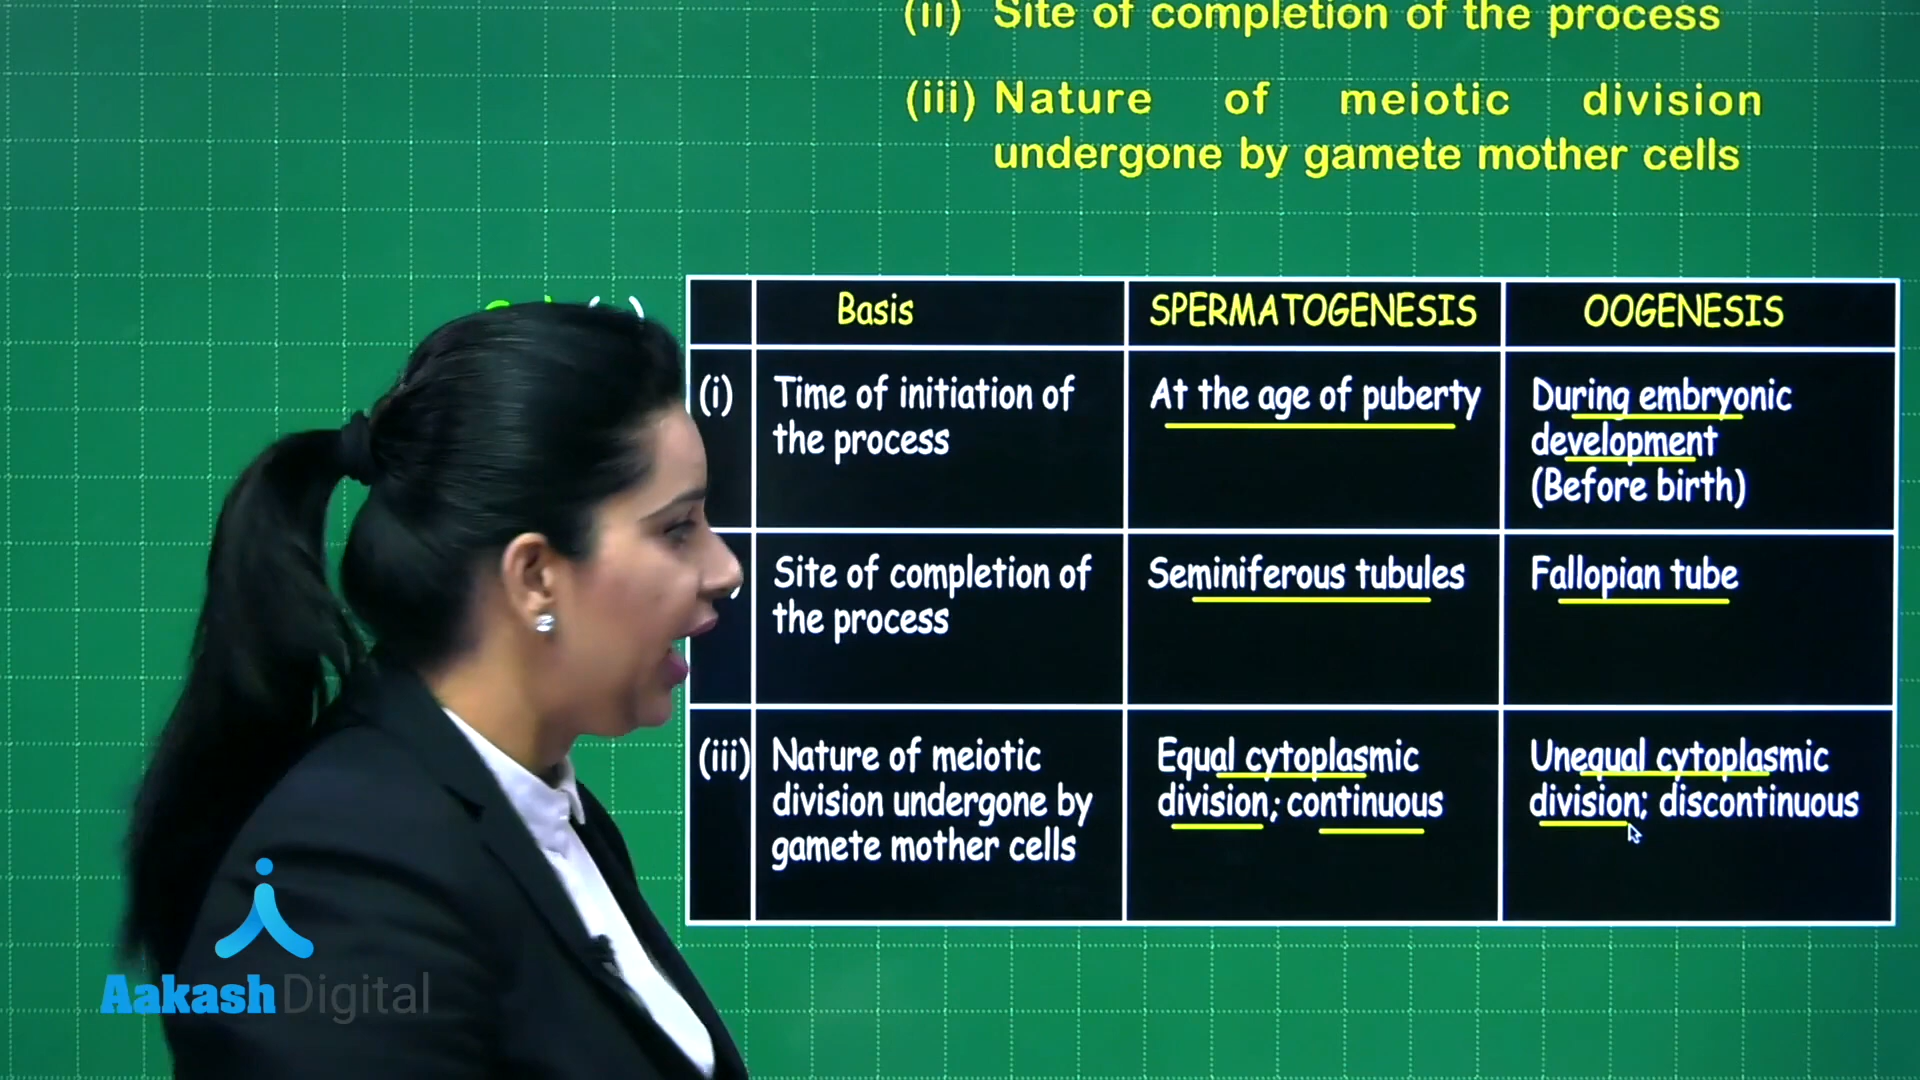 (ii) Site of completion of the process
(iii) Nature of meiotic division
undergone by gamete mother cells
Basis
SPERMATOGENESIS
OOGENESIS
(i)
Time of initiation of
the process
At the age of puberty
During embryonic
development
(Before birth)
Site of completion of
the process
Seminiferous tubules
Fallopian tube
(iii)
Nature of meiotic
division undergone by
gamete mother cells
Equal cytoplasmic
division; continuous
Unequal cytoplasmic
division; discontinuous
Aakash Digital